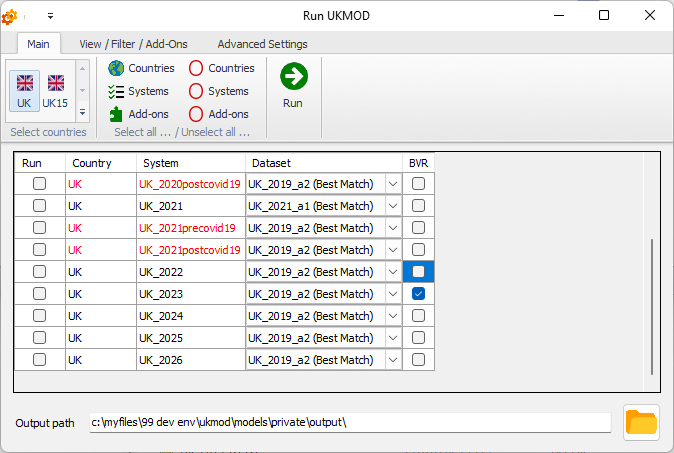 Run UKMOD
Main View / Filter / Add-Ons Advanced Settings
UK UK15
Countries Countries
Systems Systems
Add-ons Add-ons
Run
Select countries Select all ... / Unselect all ...
Run Country System Dataset BVR
UK UK_2020postcovid19 UK_2019_a2 (Best Match)
UK UK_2021 UK_2021_a1 (Best Match)
UK UK_2021precovid19 UK_2019_a2 (Best Match)
UK UK_2021postcovid19 UK_2019_a2 (Best Match)
UK UK_2022 UK_2019_a2 (Best Match)
UK UK_2023 UK_2019_a2 (Best Match)
UK UK_2024 UK_2019_a2 (Best Match)
UK UK_2025 UK_2019_a2 (Best Match)
UK UK_2026 UK_2019_a2 (Best Match)
Output path c:\myfiles\99 dev env\ukmod\models\private\output\